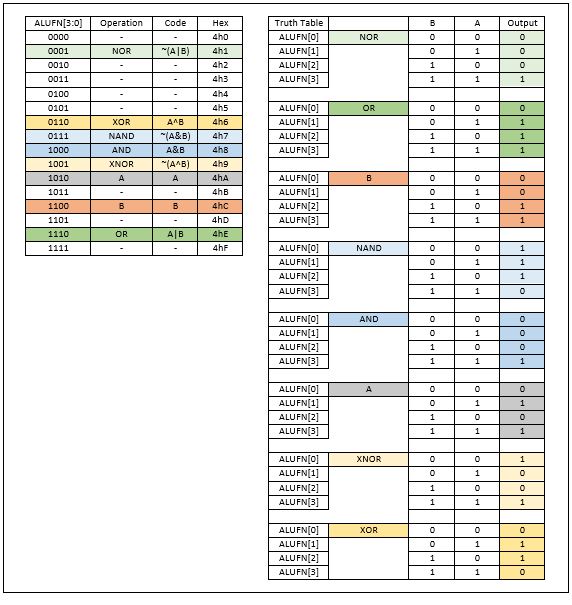 ALUFN[3:0] Operation Code Hex
0000 - - 4h0
0001 NOR ~(A|B) 4h1
0010 - - 4h2
0011 - - 4h3
0100 - - 4h4
0101 - - 4h5
0110 XOR A^B 4h6
0111 NAND ~(A&B) 4h7
1000 AND A&B 4h8
1001 XNOR ~(A^B) 4h9
1010 A A 4hA
1011 - - 4hB
1100 B B 4hC
1101 - - 4hD
1110 OR A|B 4hE
1111 - - 4hF
Truth Table B A Output
ALUFN[0] NOR 0 0 0
ALUFN[1] 0 1 0
ALUFN[2] 1 0 0
ALUFN[3] 1 1 1
ALUFN[0] OR 0 0 0
ALUFN[1] 0 1 1
ALUFN[2] 1 0 1
ALUFN[3] 1 1 1
ALUFN[0] B 0 0 0
ALUFN[1] 0 1 0
ALUFN[2] 1 0 1
ALUFN[3] 1 1 1
ALUFN[0] NAND 0 0 1
ALUFN[1] 0 1 1
ALUFN[2] 1 0 1
ALUFN[3] 1 1 0
ALUFN[0] AND 0 0 0
ALUFN[1] 0 1 0
ALUFN[2] 1 0 0
ALUFN[3] 1 1 1
ALUFN[0] A 0 0 0
ALUFN[1] 0 1 1
ALUFN[2] 1 0 0
ALUFN[3] 1 1 1
ALUFN[0] XNOR 0 0 1
ALUFN[1] 0 1 0
ALUFN[2] 1 0 0
ALUFN[3] 1 1 1
ALUFN[0] XOR 0 0 0
ALUFN[1] 0 1 1
ALUFN[2] 1 0 1
ALUFN[3] 1 1 0